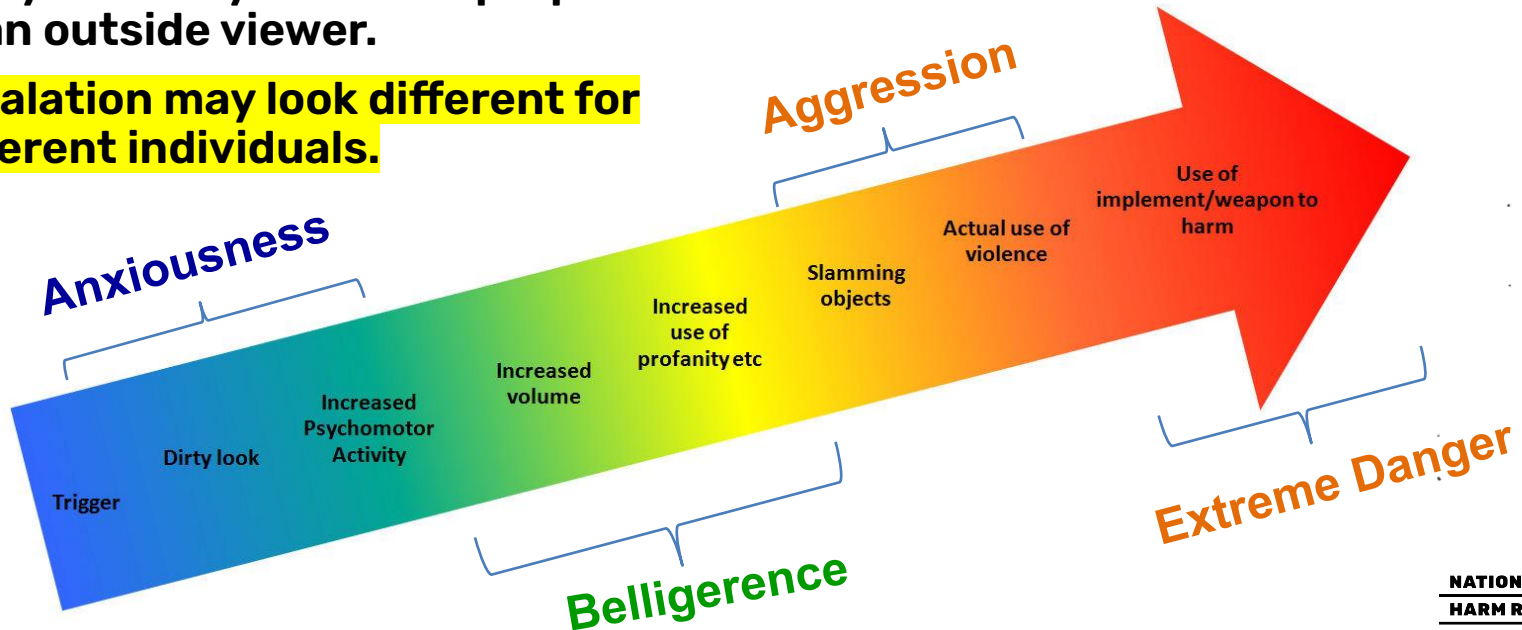 an outside viewer.
alation may look different for
erent individuals.
Aggression
Anxiousness
Use of
implement/weapon to
harm
Actual use of
violence
Slamming
objects
Increased
use of
profanity etc
Increased
volume
Increased
Psychomotor
Activity
Dirty look
Trigger
Extreme Danger
Belligerence
NATION
HARM R